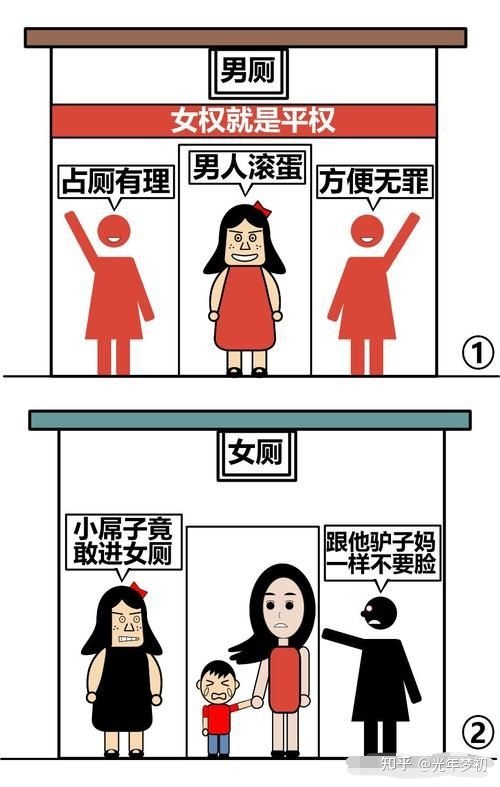 男厕
女权就是平权
占厕有理
男人滚蛋
方便无罪
①
女厕
小屌子竟
敢进女厕
跟他驴子妈
一样不要脸
②
知乎 @光年梦初